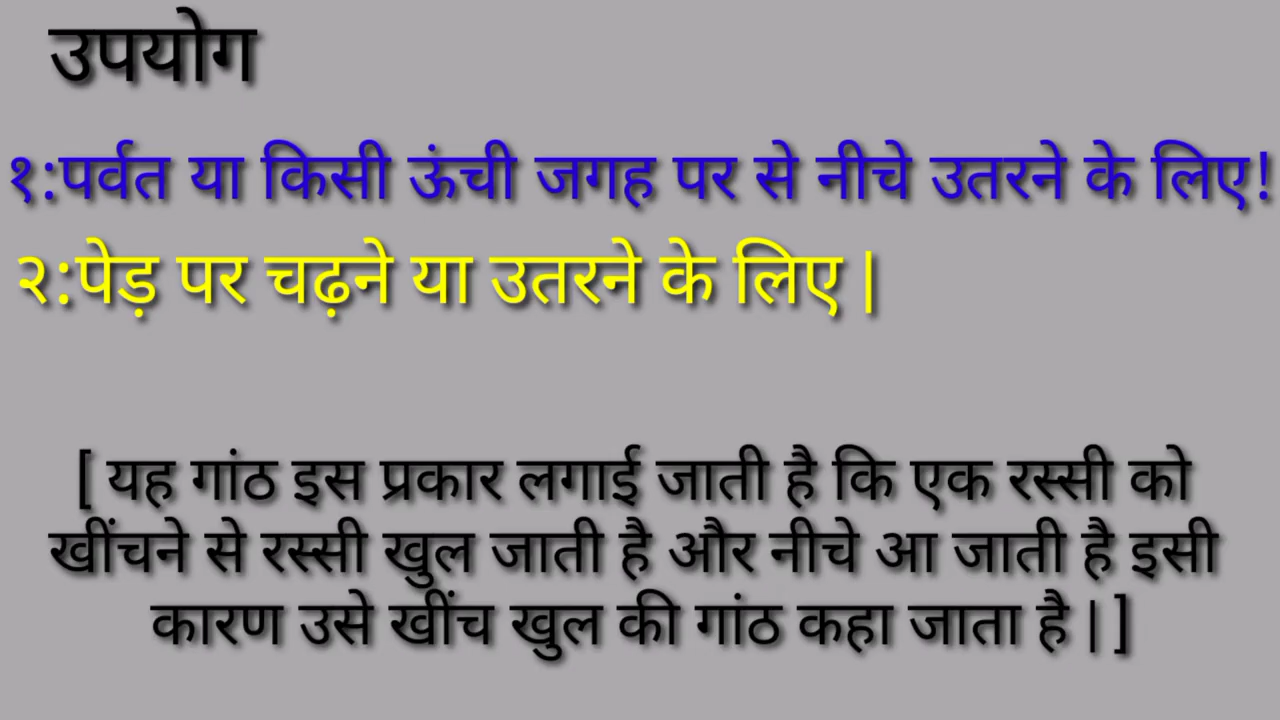 उपयोग
१:पर्वत या किसी ऊंची जगह पर से नीचे उतरने के लिए!
२:पेड़ पर चढ़ने या उतरने के लिए |
[ यह गांठ इस प्रकार लगाई जाती है कि एक रस्सी को
खींचने से रस्सी खुल जाती है और नीचे आ जाती है इसी
कारण उसे खींच खुल की गांठ कहा जाता है | ]